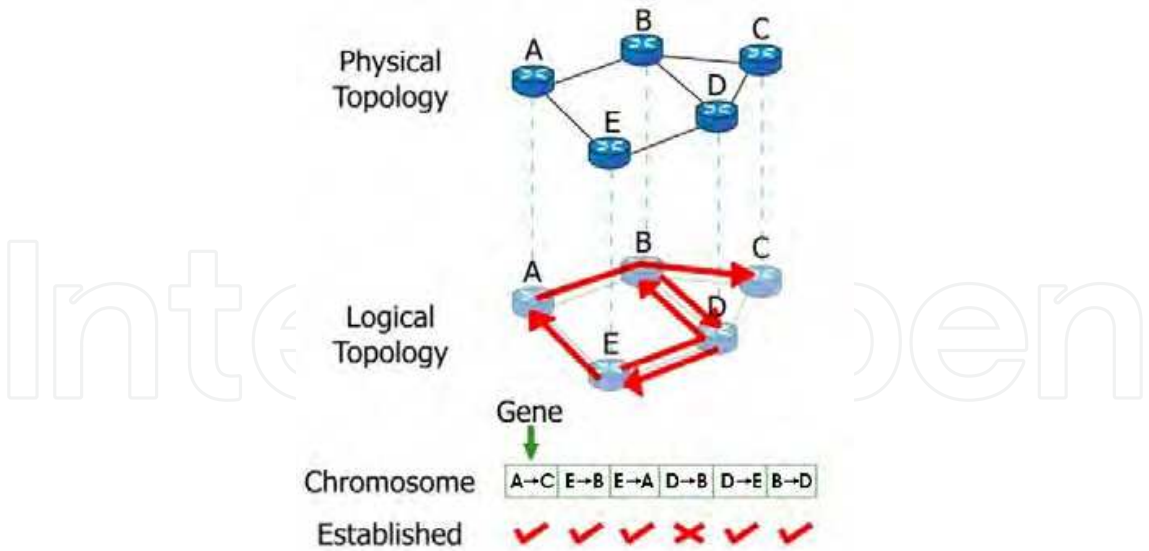 Physical
Topology
A
B
C
D
E
Logical
Topology
A
B
C
D
E
Gene
Chromosome A→C E→B E→A D→B D→E B→D
Established